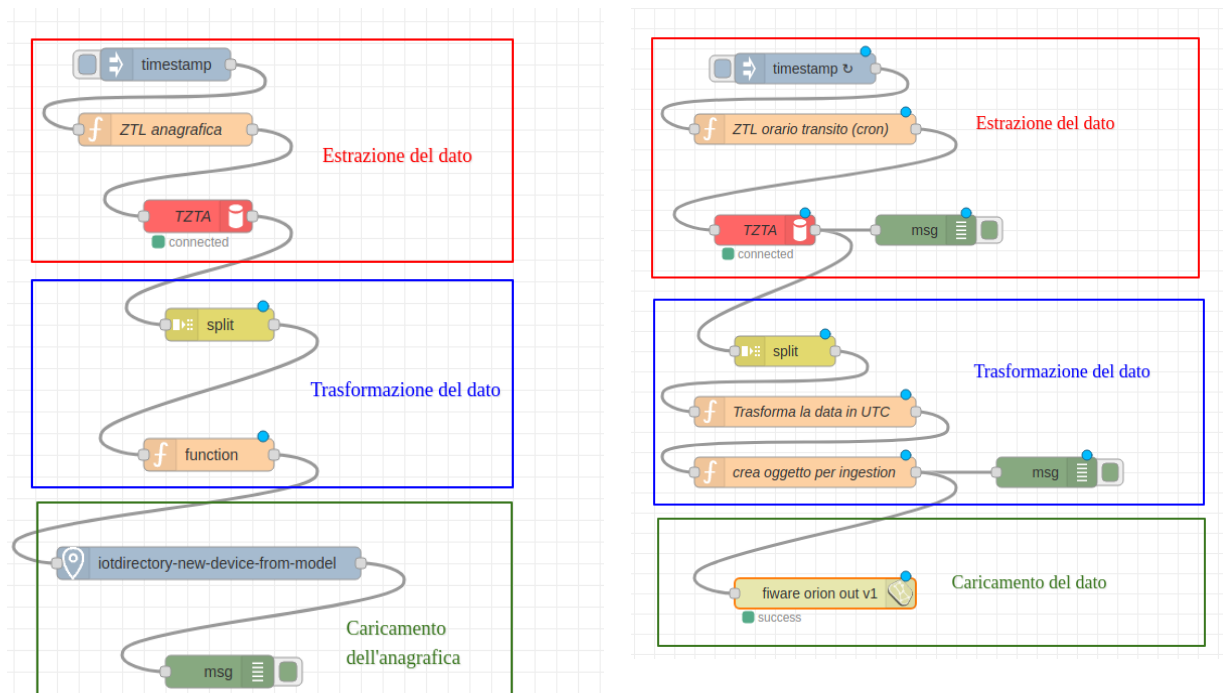 timestamp
ZTL anagrafica
Estrazione del dato
TZTA
connected
split
Trasformazione del dato
function
iotdirectory-new-device-from-model
Caricamento
dell'anagrafica
msg
timestamp ↻
ZTL orario transito (cron)
Estrazione del dato
TZTA
msg
connected
split
Trasformazione del dato
Trasforma la data in UTC
crea oggetto per ingestion
msg
Caricamento del dato
fiware orion out v1
success